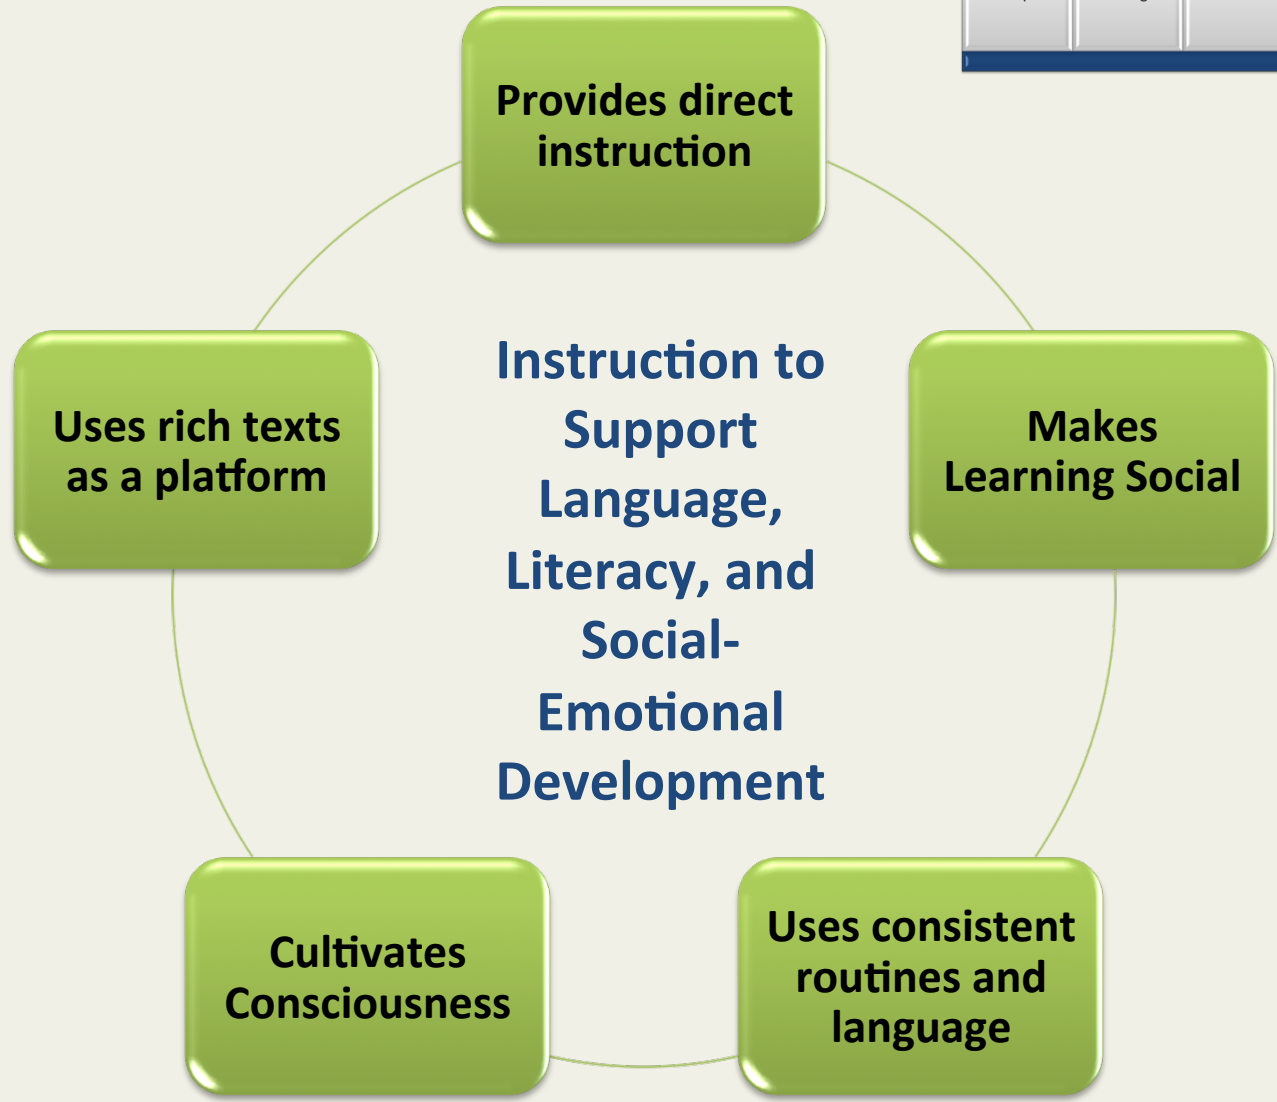 Provides direct
instruction
Makes
Learning Social
Uses consistent
routines and
language
Cultivates
Consciousness
Uses rich texts
as a platform
Instruction to
Support
Language,
Literacy, and
Social-
Emotional
Development